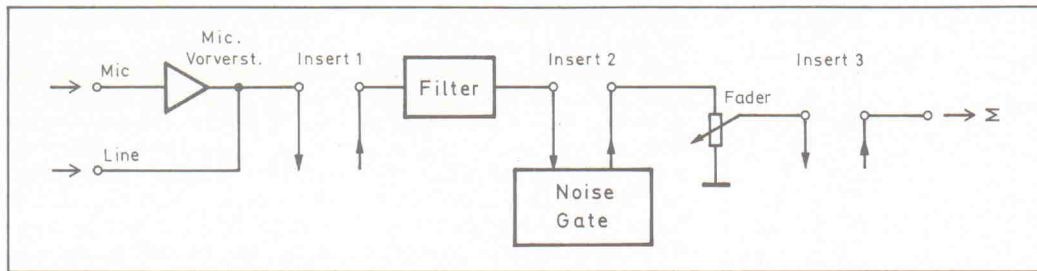 Mic
Mic.
Vorverst.
Line
Insert 1
Filter
Insert 2
Noise
Gate
Fader
Insert 3
Σ